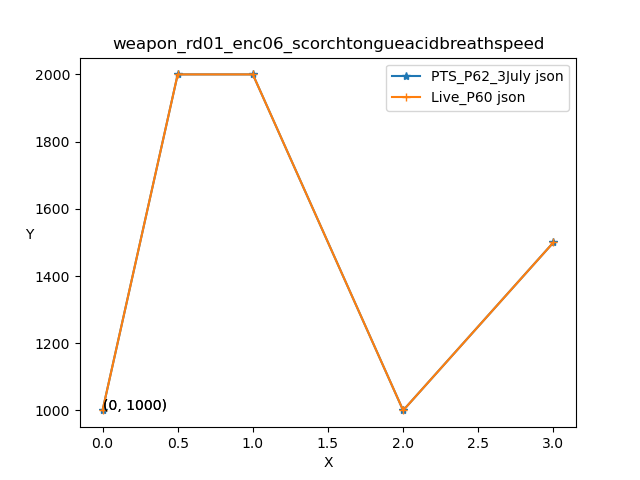 weapon_rd01_enc06_scorchtongueacidbreathspeed
PTS_P62_3July json
Live_P60 json
2000
1800
1600
Y
1400
1200
1000
(0, 1000)
0.0 0.5 1.0 1.5 2.0 2.5 3.0
X